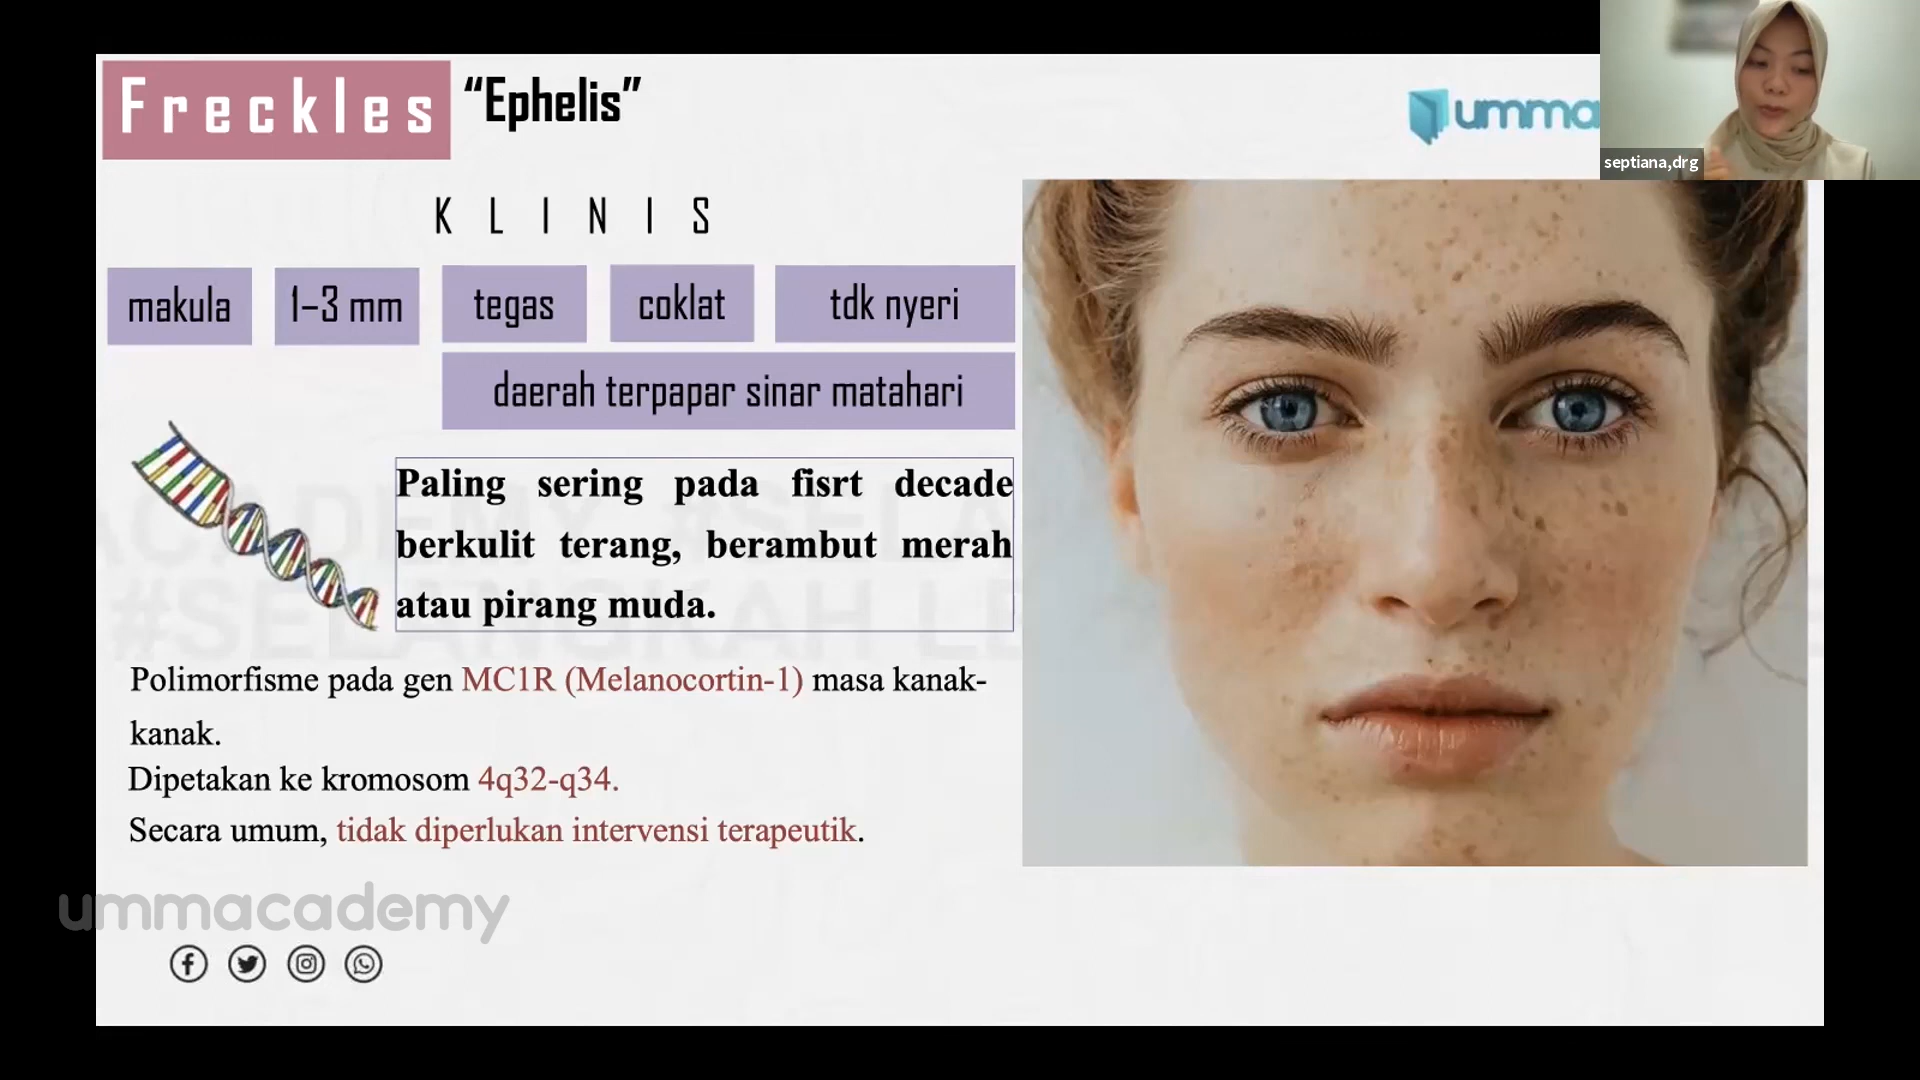 Freckles "Ephelis"
umma
septiana,drg
KLINIS
makula 1–3 mm tegas coklat tdk nyeri
daerah terpapar sinar matahari
Paling sering pada fisrt decade
berkulit terang, berambut merah
atau pirang muda.
Polimorfisme pada gen MC1R (Melanocortin-1) masa kanak-
kanak.
Dipetakan ke kromosom 4q32-q34.
Secara umum, tidak diperlukan intervensi terapeutik.
ummacademy